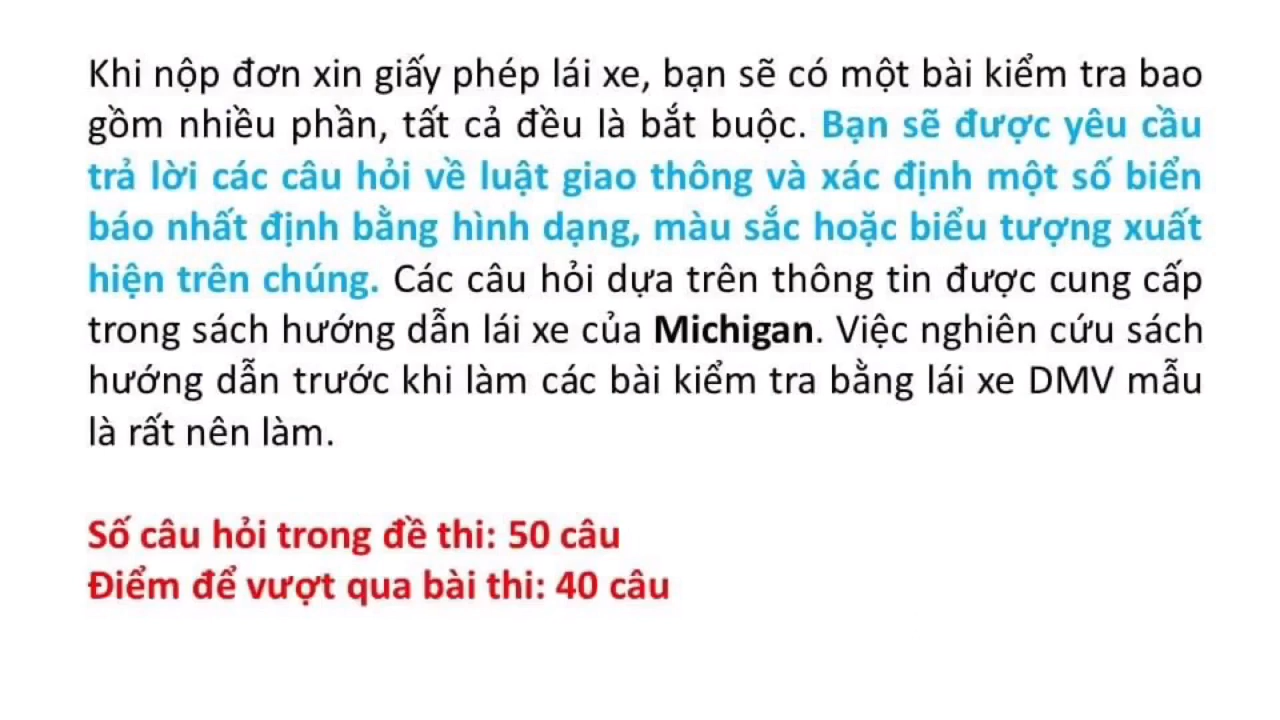 Khi nộp đơn xin giấy phép lái xe, bạn sẽ có một bài kiểm tra bao
gồm nhiều phần, tất cả đều là bắt buộc. Bạn sẽ được yêu cầu
trả lời các câu hỏi về luật giao thông và xác định một số biển
báo nhất định bằng hình dạng, màu sắc hoặc biểu tượng xuất
hiện trên chúng. Các câu hỏi dựa trên thông tin được cung cấp
trong sách hướng dẫn lái xe của Michigan. Việc nghiên cứu sách
hướng dẫn trước khi làm các bài kiểm tra bằng lái xe DMV mẫu
là rất nên làm.
Số câu hỏi trong đề thi: 50 câu
Điểm để vượt qua bài thi: 40 câu